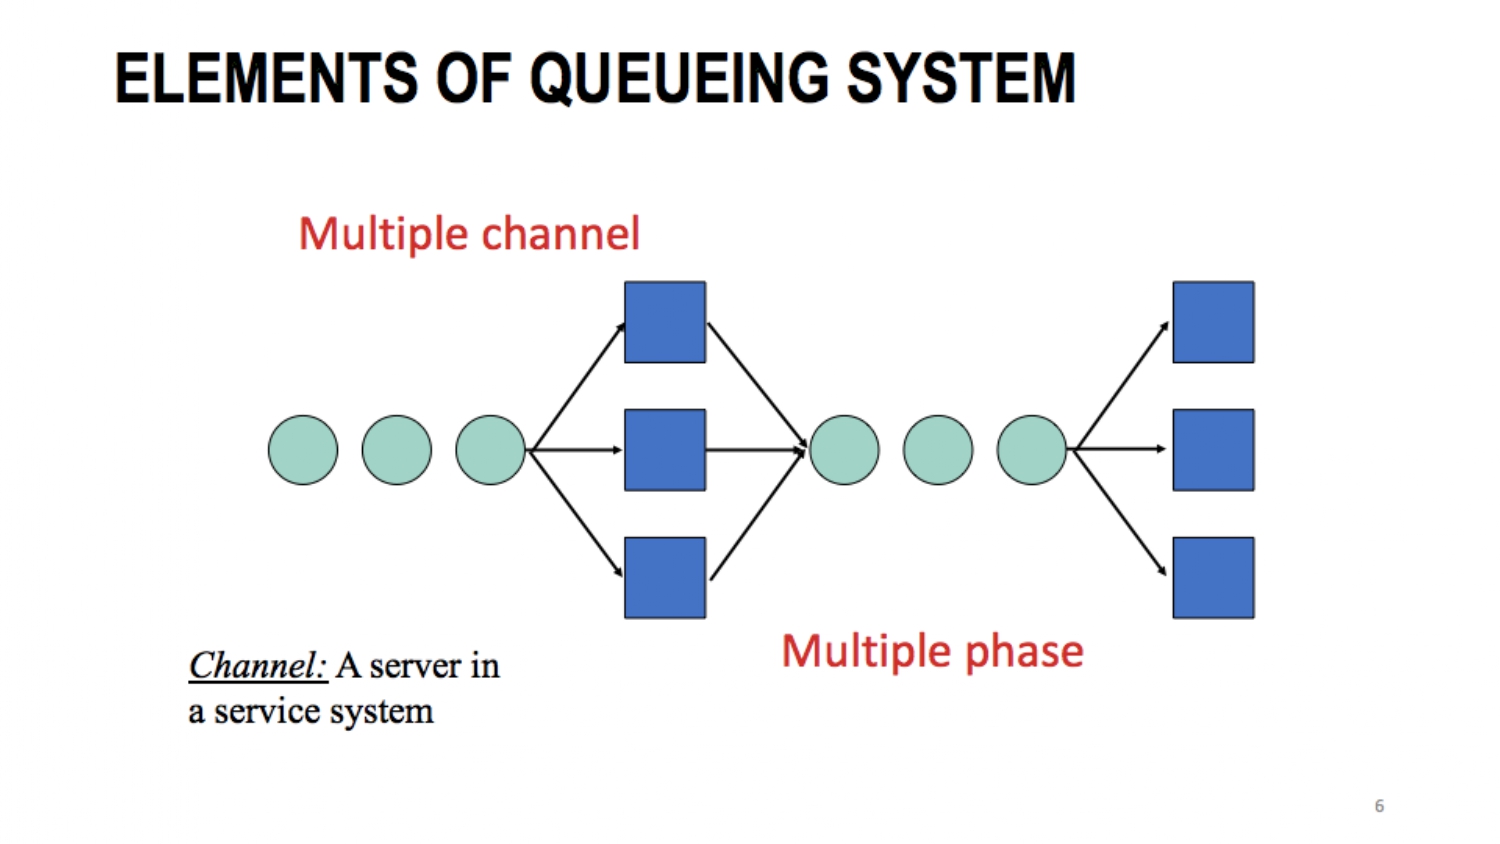 ELEMENTS OF QUEUEING SYSTEM
Multiple channel
Multiple phase
Channel: A server in
a service system
6